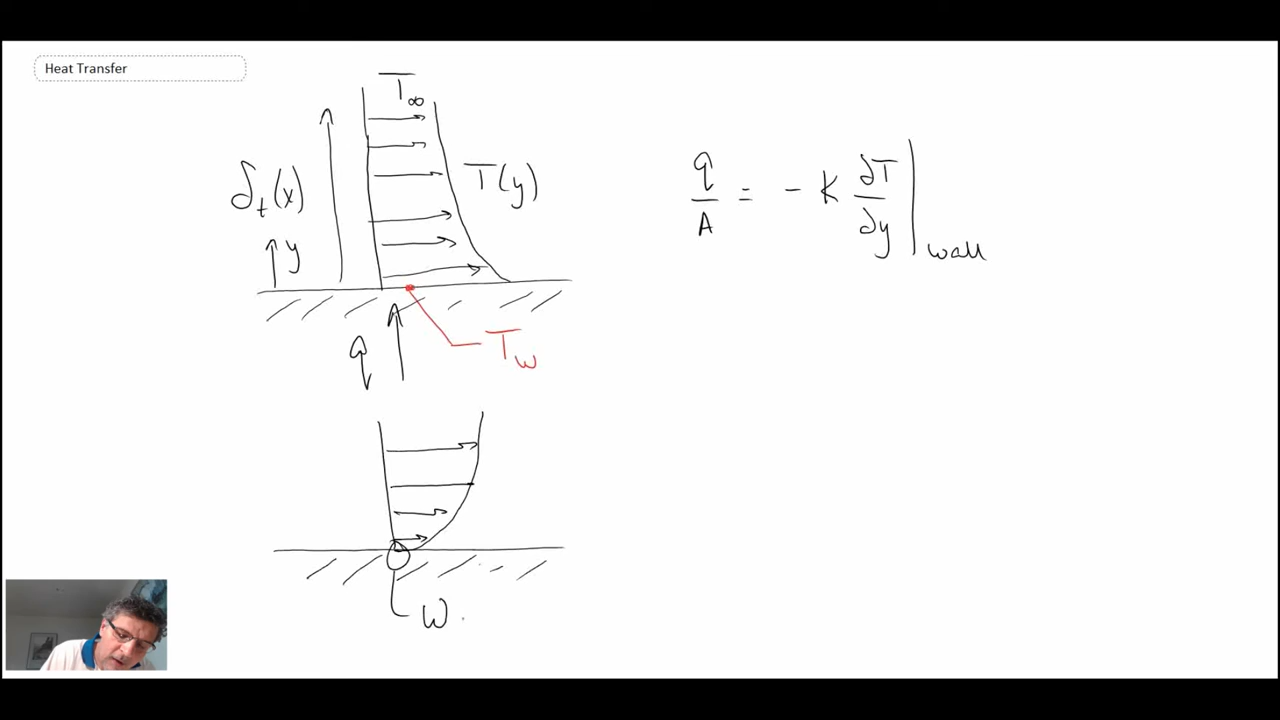 Heat Transfer
T∞
δt(x)
T(y)
y
q/A = - K ∂T/∂y |wall
Tw
q
W